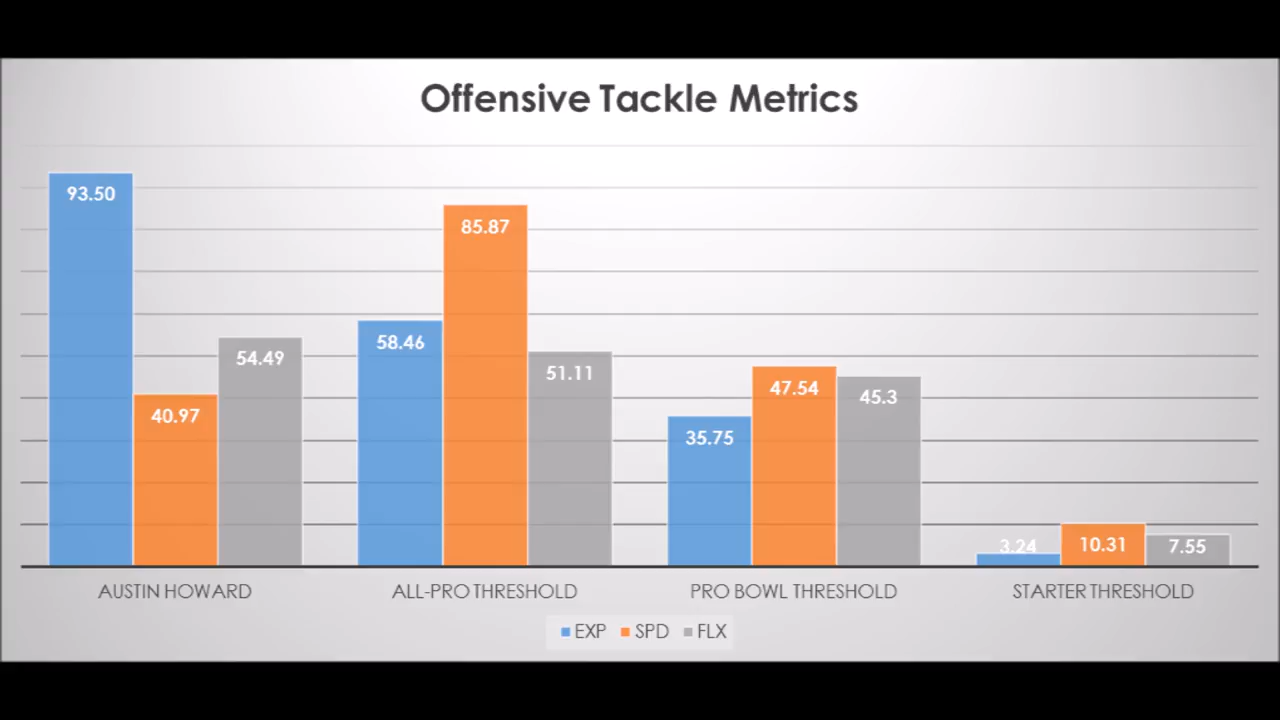 Offensive Tackle Metrics
93.50
40.97
54.49
58.46
85.87
51.11
35.75
47.54
45.3
3.24
10.31
7.55
AUSTIN HOWARD
ALL-PRO THRESHOLD
PRO BOWL THRESHOLD
STARTER THRESHOLD
EXP SPD FLX